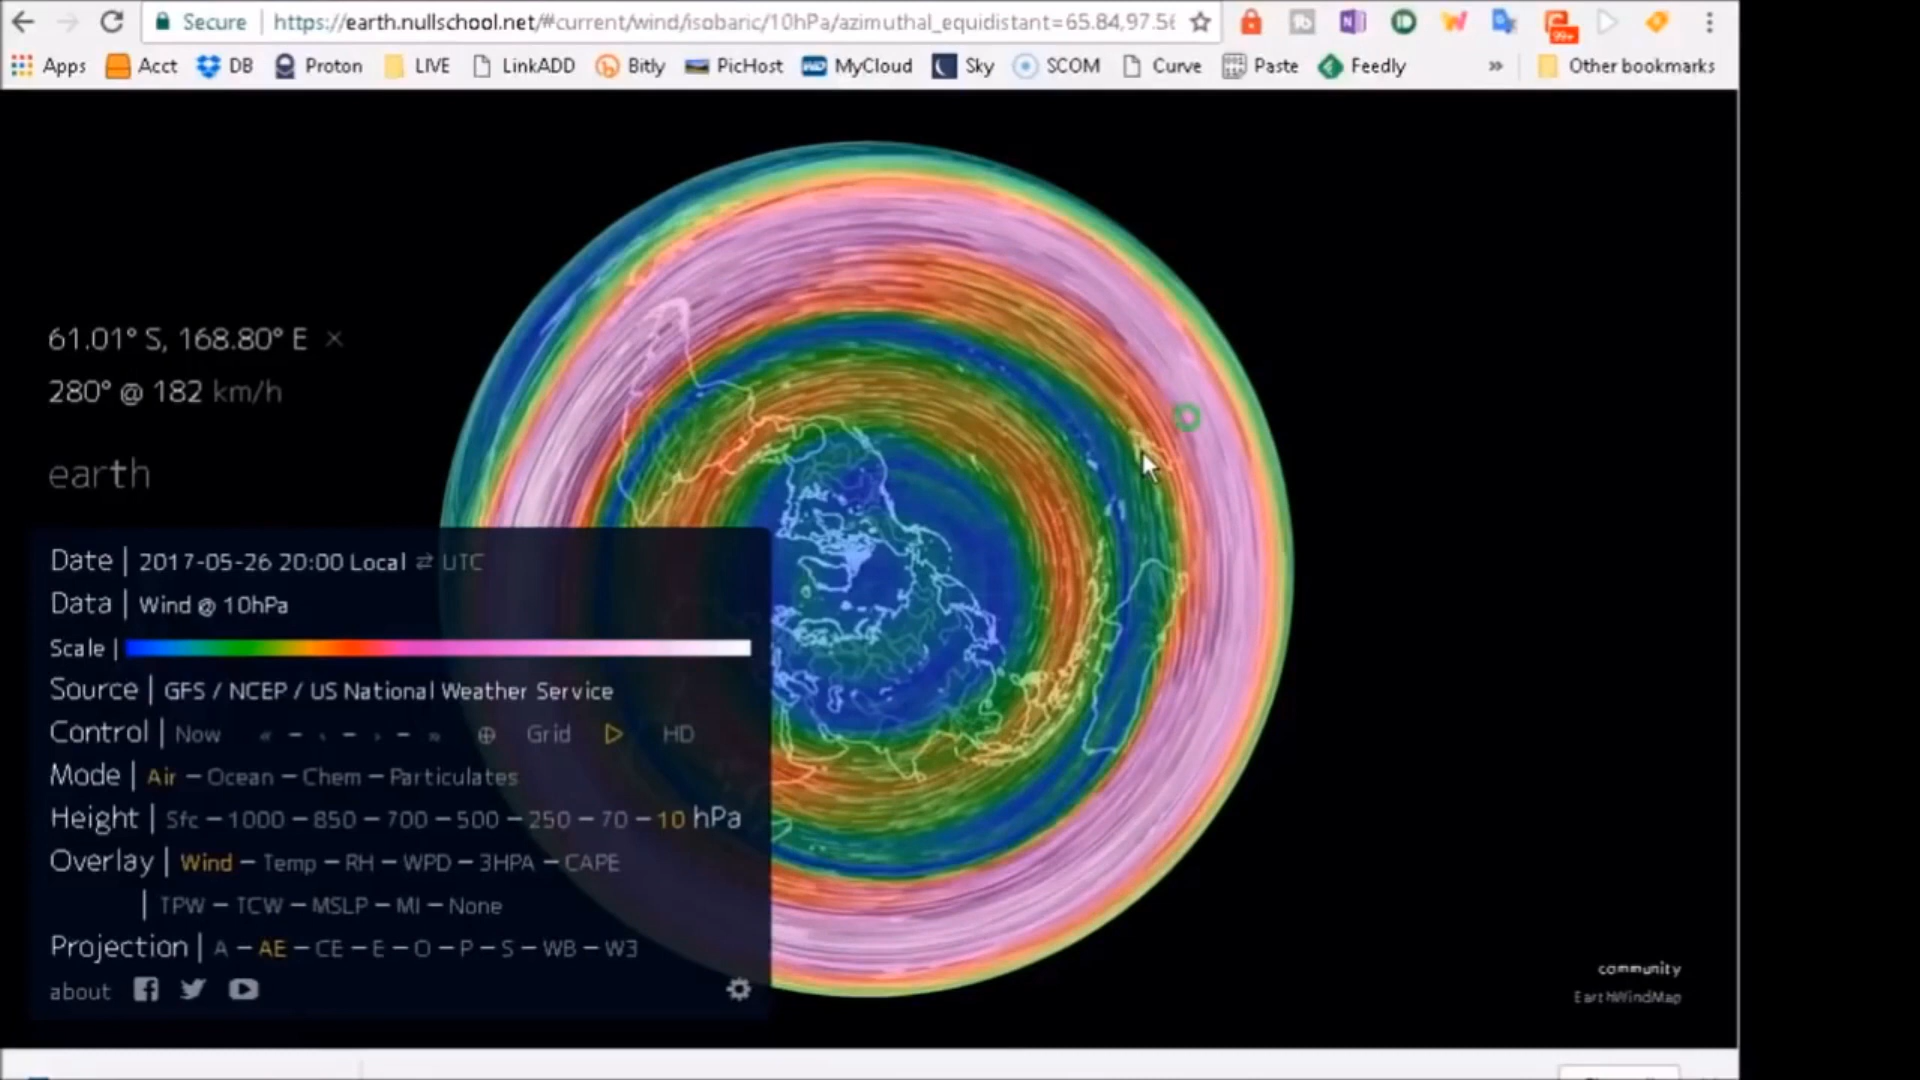 Secure https://earth.nullschool.net/#current/wind/isobaric/10hPa/azimuthal_equidistant=65.84,97.56
99+
Apps Acct DB Proton LIVE LinkADD Bitly PicHost MyCloud Sky SCOM Curve Paste Feedly » Other bookmarks
61.01° S, 168.80° E ×
280° @ 182 km/h
earth
Date | 2017-05-26 20:00 Local ⇄ UTC
Data | Wind @ 10hPa
Scale |
Source | GFS / NCEP / US National Weather Service
Control | Now « – ‹ – › – » ⊕ Grid ▷ HD
Mode | Air – Ocean – Chem – Particulates
Height | Sfc – 1000 – 850 – 700 – 500 – 250 – 70 – 10 hPa
Overlay | Wind – Temp – RH – WPD – 3HPA – CAPE
| TPW – TCW – MSLP – MI – None
Projection | A – AE – CE – E – O – P – S – WB – W3
about
community
EarthWindMap